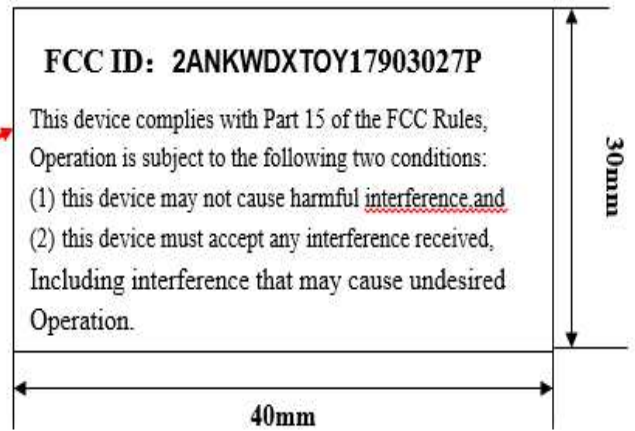 FCC ID：2ANKWDXTOY17903027P
This device complies with Part 15 of the FCC Rules,
Operation is subject to the following two conditions:
(1) this device may not cause harmful interference,and
(2) this device must accept any interference received,
Including interference that may cause undesired
Operation.
30mm
40mm